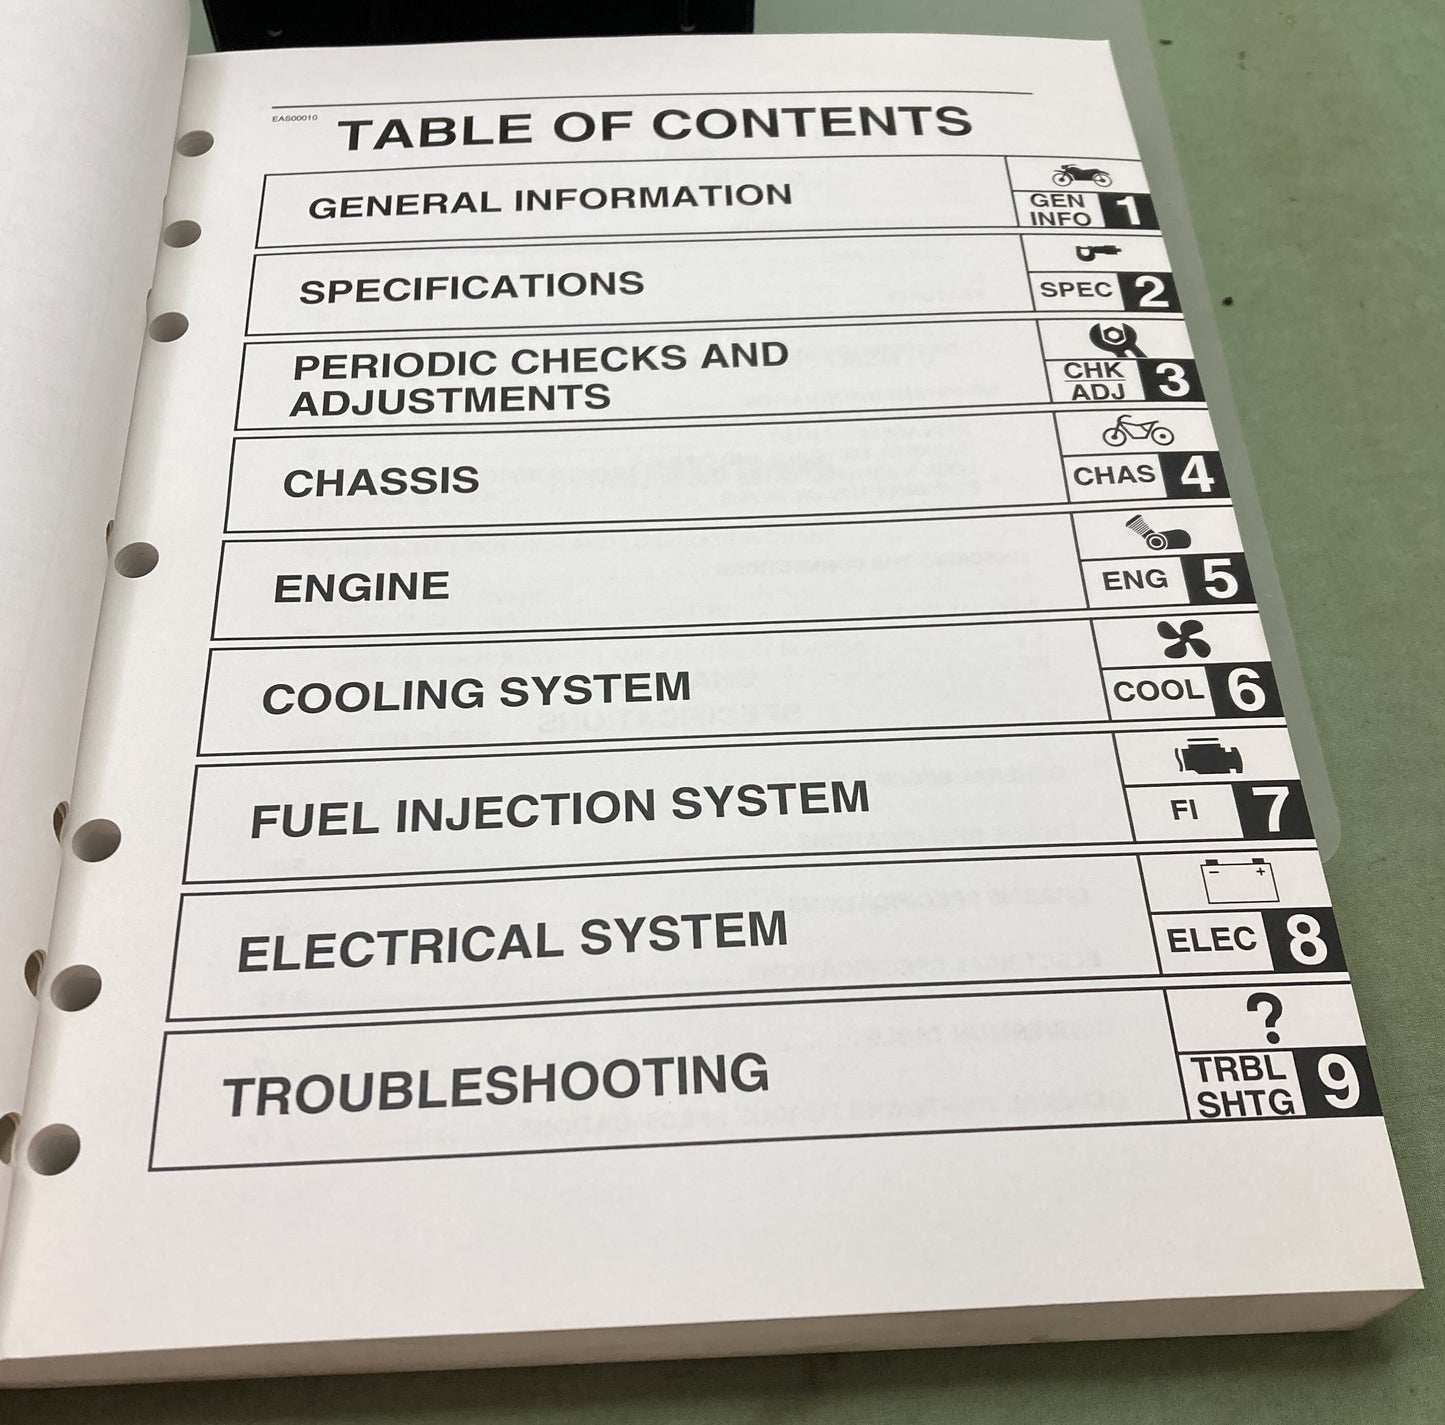 EAS00010
TABLE OF CONTENTS
GENERAL INFORMATION
GEN
INFO 1
SPECIFICATIONS
SPEC 2
PERIODIC CHECKS AND
ADJUSTMENTS
CHK
ADJ 3
CHASSIS
CHAS 4
ENGINE
ENG 5
COOLING SYSTEM
COOL 6
FUEL INJECTION SYSTEM
FI 7
ELECTRICAL SYSTEM
- +
ELEC 8
TROUBLESHOOTING
?
TRBL
SHTG 9